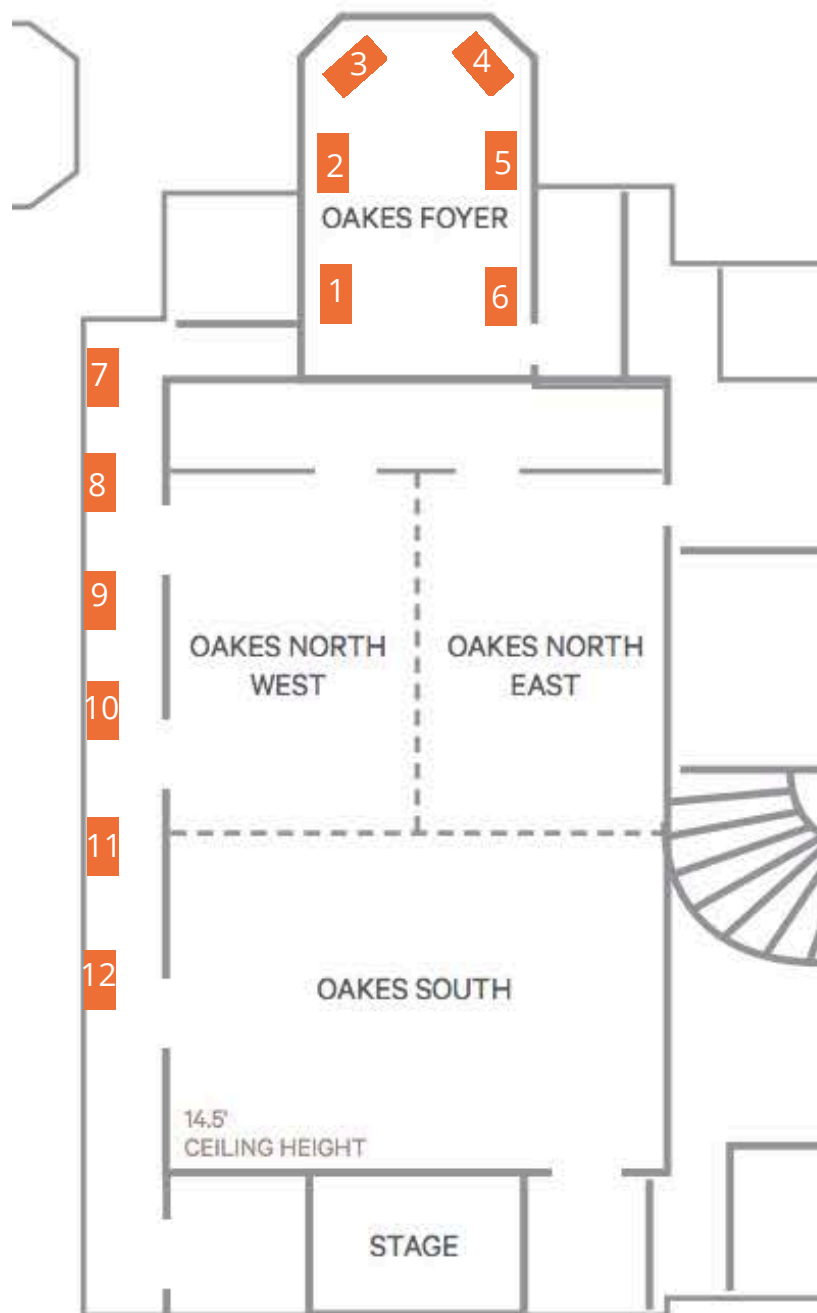 3
4
2
5
OAKES FOYER
1
6
7
8
9
OAKES NORTH
WEST
OAKES NORTH
EAST
10
11
12
OAKES SOUTH
14.5'
CEILING HEIGHT
STAGE